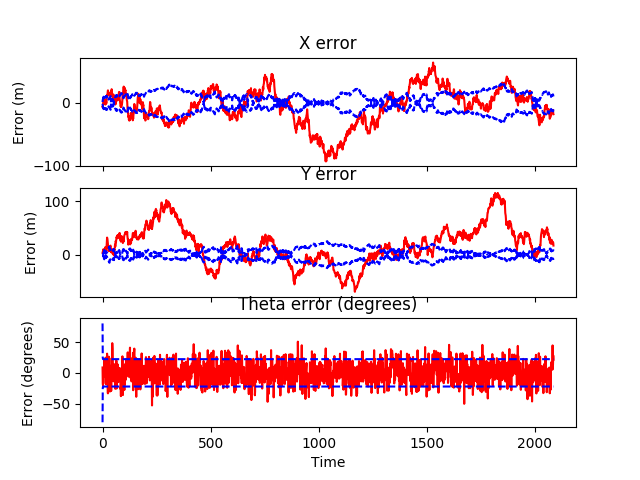 X error
Error (m)
0
−100
Y error
Error (m)
100
0
Theta error (degrees)
Error (degrees)
50
0
−50
0
500
1000
1500
2000
Time